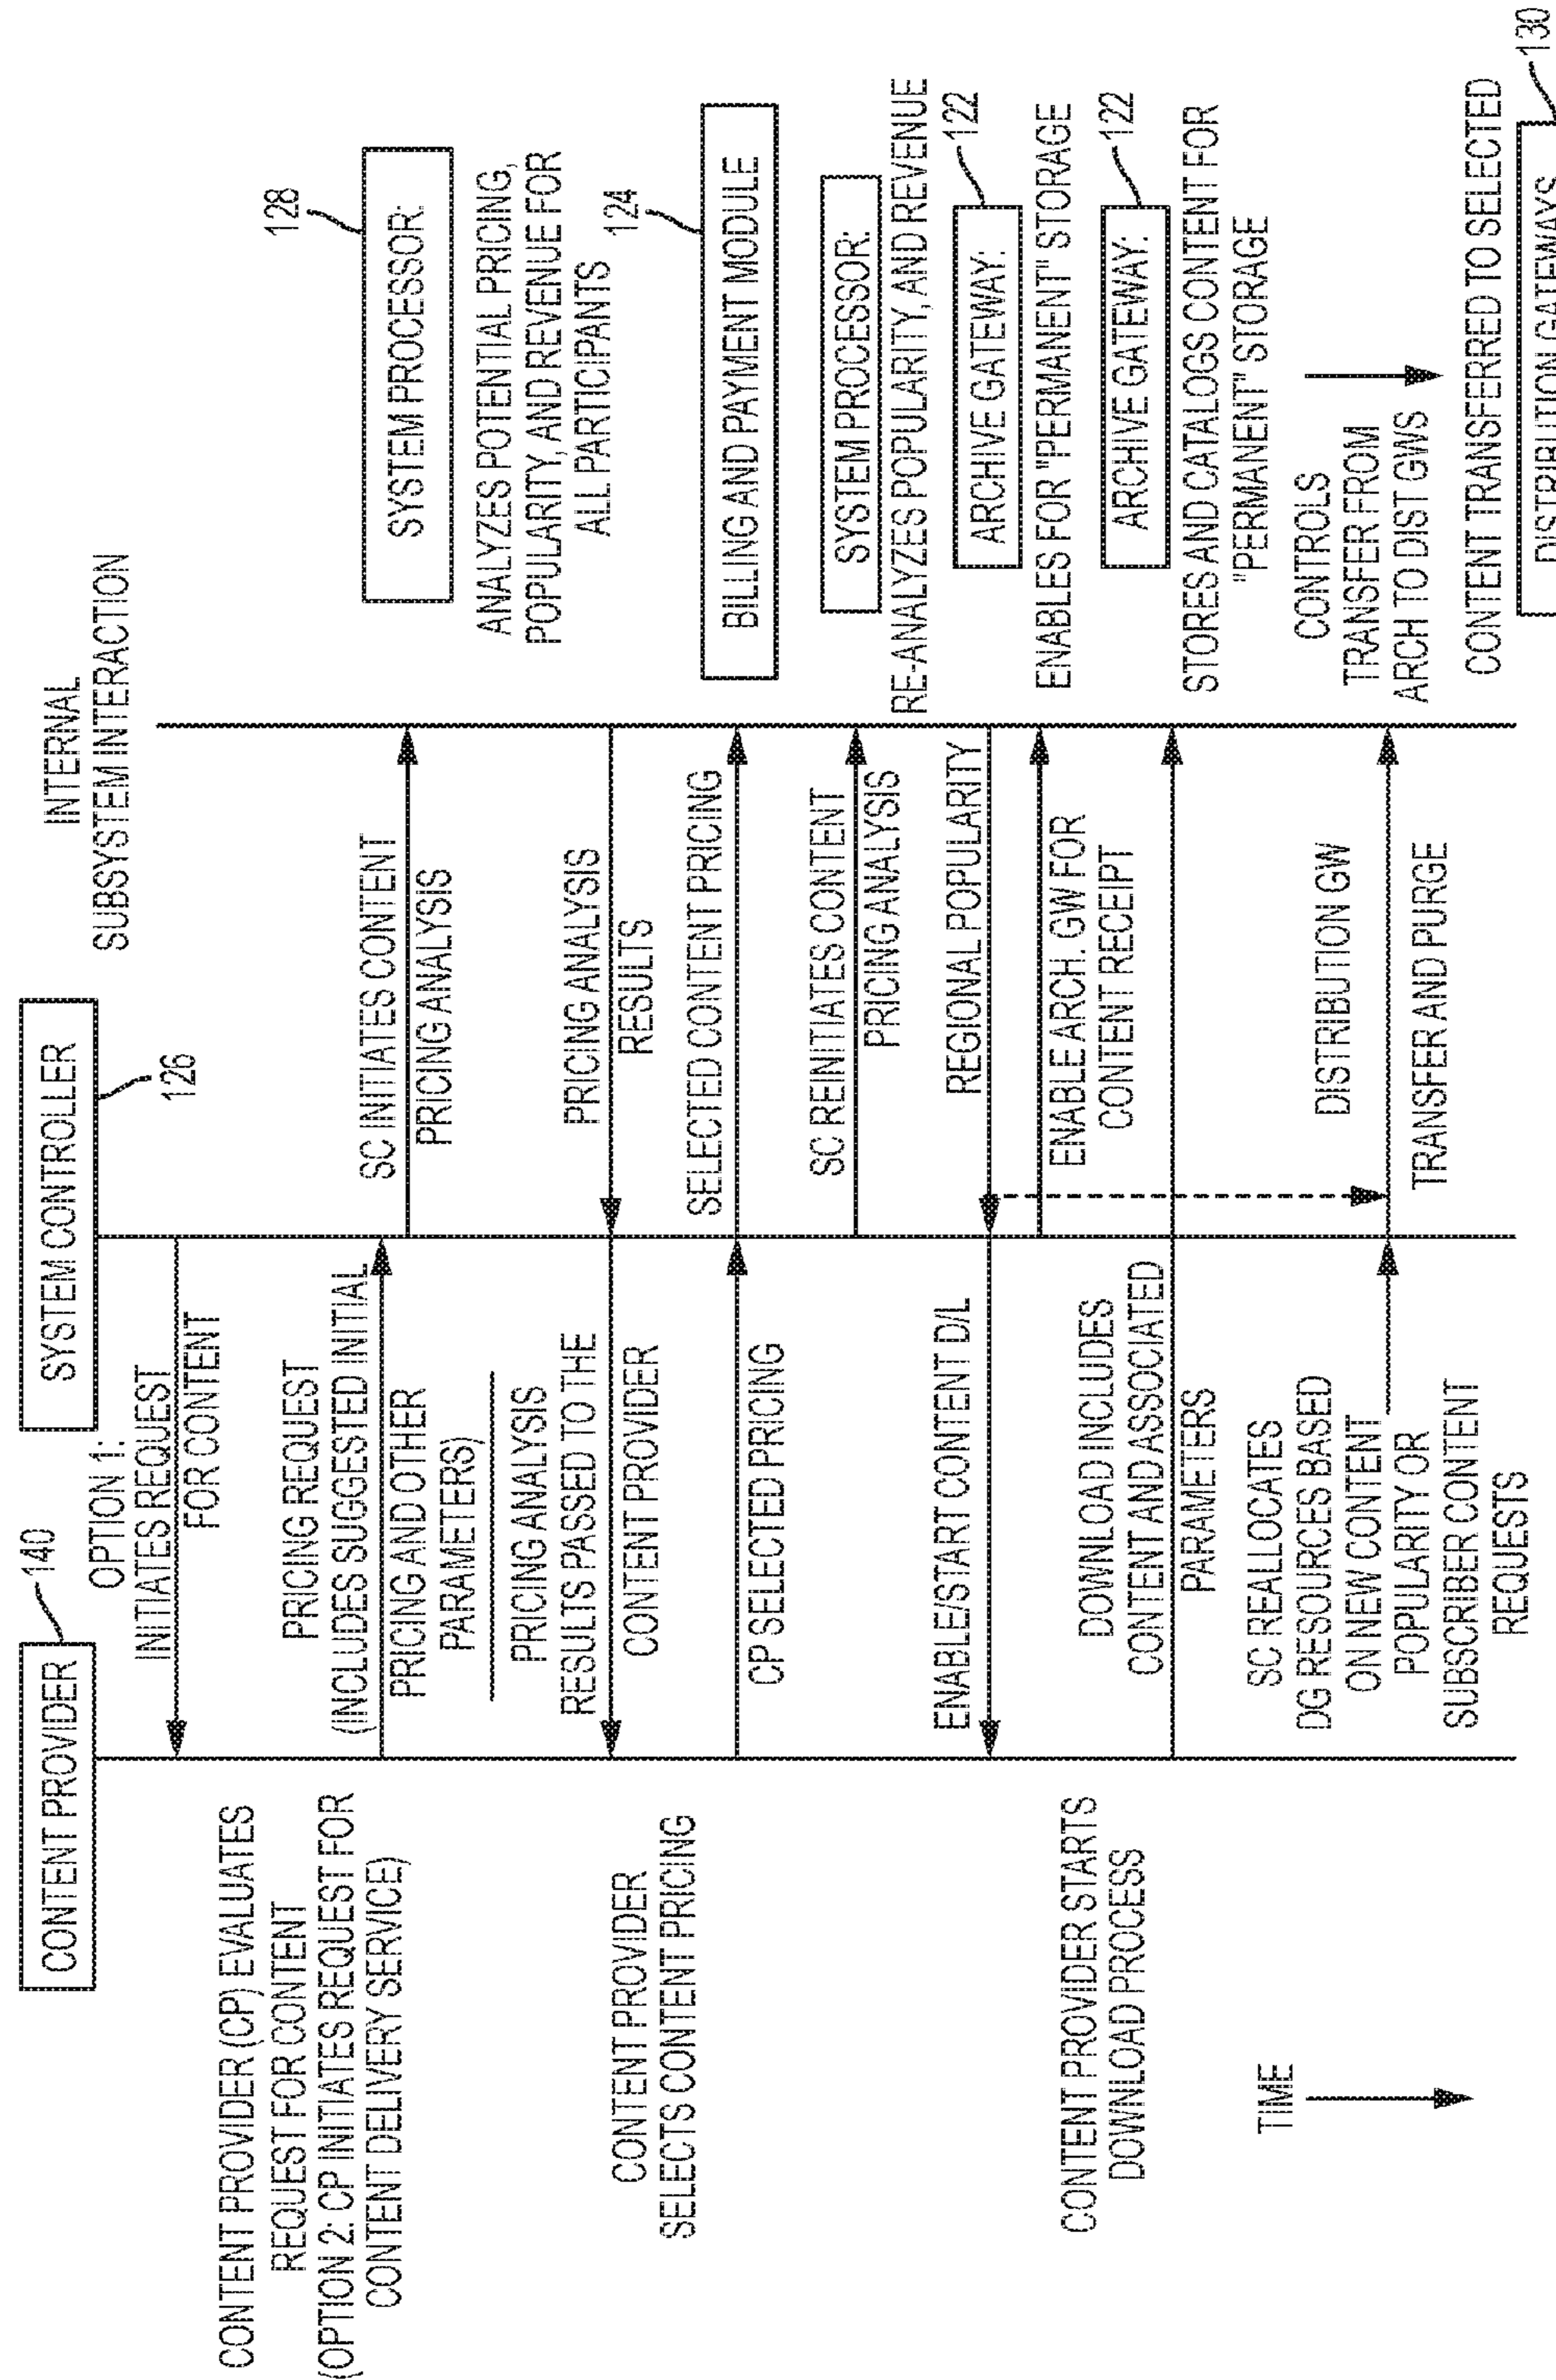 CONTENT PROVIDER
140
SYSTEM CONTROLLER
126
INTERNAL
SUBSYSTEM INTERACTION
OPTION 1:
INITIATES REQUEST
FOR CONTENT
CONTENT PROVIDER (CP) EVALUATES
REQUEST FOR CONTENT
(OPTION 2: CP INITIATES REQUEST FOR
CONTENT DELIVERY SERVICE)
PRICING REQUEST
(INCLUDES SUGGESTED INITIAL
PRICING AND OTHER
PARAMETERS)
SC INITIATES CONTENT
PRICING ANALYSIS
128
SYSTEM PROCESSOR:
ANALYZES POTENTIAL PRICING,
POPULARITY, AND REVENUE FOR
ALL PARTICIPANTS
PRICING ANALYSIS
RESULTS PASSED TO THE
CONTENT PROVIDER
PRICING ANALYSIS
RESULTS
CONTENT PROVIDER
SELECTS CONTENT PRICING
CP SELECTED PRICING
SELECTED CONTENT PRICING
124
BILLING AND PAYMENT MODULE
SC REINITIATES CONTENT
PRICING ANALYSIS
SYSTEM PROCESSOR:
RE-ANALYZES POPULARITY, AND REVENUE
ENABLE/START CONTENT D/L
REGIONAL POPULARITY
ENABLE ARCH. GW FOR
CONTENT RECEIPT
ARCHIVE GATEWAY:
122
ENABLES FOR "PERMANENT" STORAGE
CONTENT PROVIDER STARTS
DOWNLOAD PROCESS
DOWNLOAD INCLUDES
CONTENT AND ASSOCIATED
PARAMETERS
ARCHIVE GATEWAY:
122
STORES AND CATALOGS CONTENT FOR
"PERMANENT" STORAGE
SC REALLOCATES
DG RESOURCES BASED
ON NEW CONTENT
POPULARITY OR
SUBSCRIBER CONTENT
REQUESTS
DISTRIBUTION GW
TRANSFER AND PURGE
CONTROLS
TRANSFER FROM
ARCH TO DIST GWS
CONTENT TRANSFERRED TO SELECTED
DISTRIBUTION GATEWAYS
130
TIME